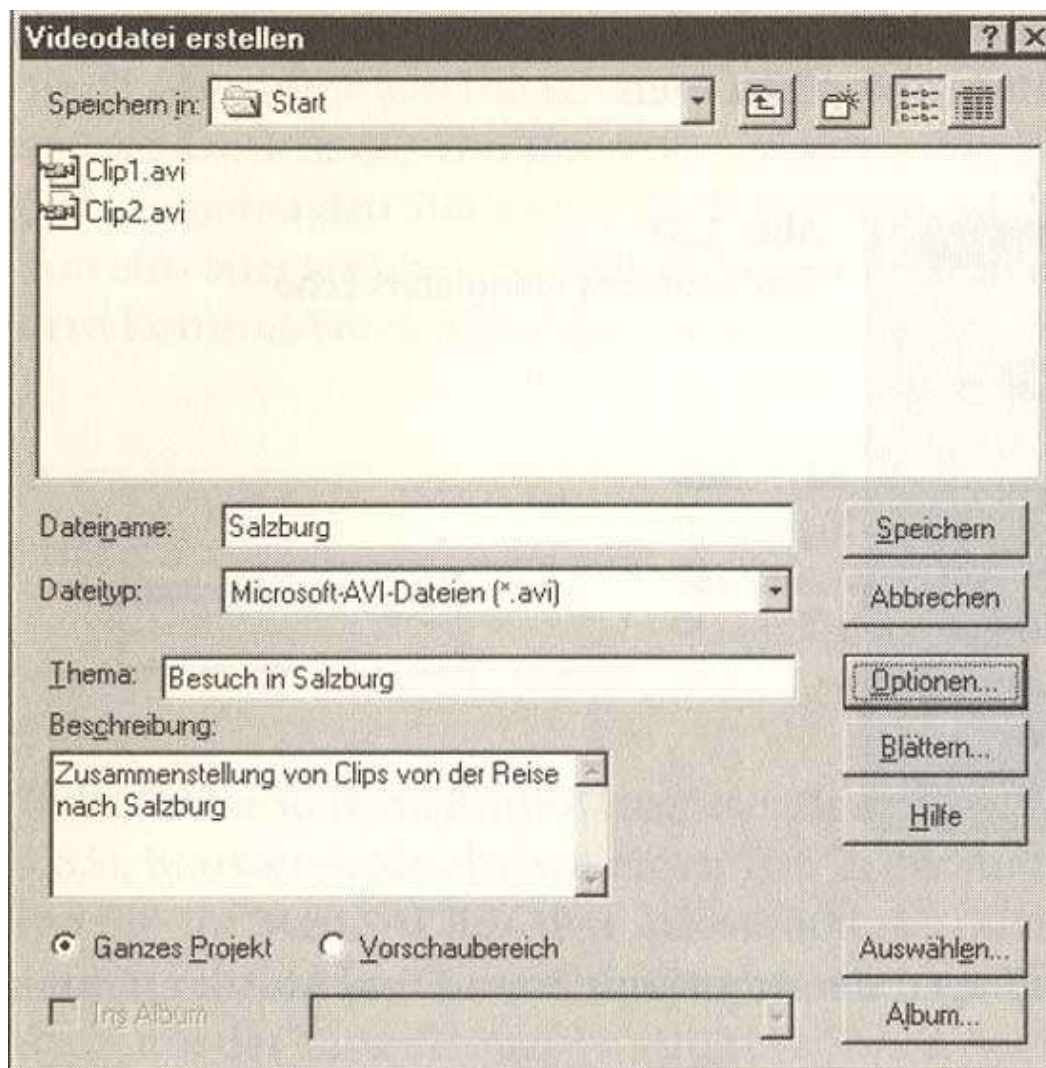 Videodatei erstellen
Speichern in: Start
Clip1.avi
Clip2.avi
Dateiname: Salzburg Speichern
Dateityp: Microsoft-AVI-Dateien (*.avi) Abbrechen
Thema: Besuch in Salzburg Optionen...
Beschreibung: Blättern...
Zusammenstellung von Clips von der Reise
nach Salzburg Hilfe
Ganzes Projekt Vorschaubereich Auswählen...
Ins Album Album...